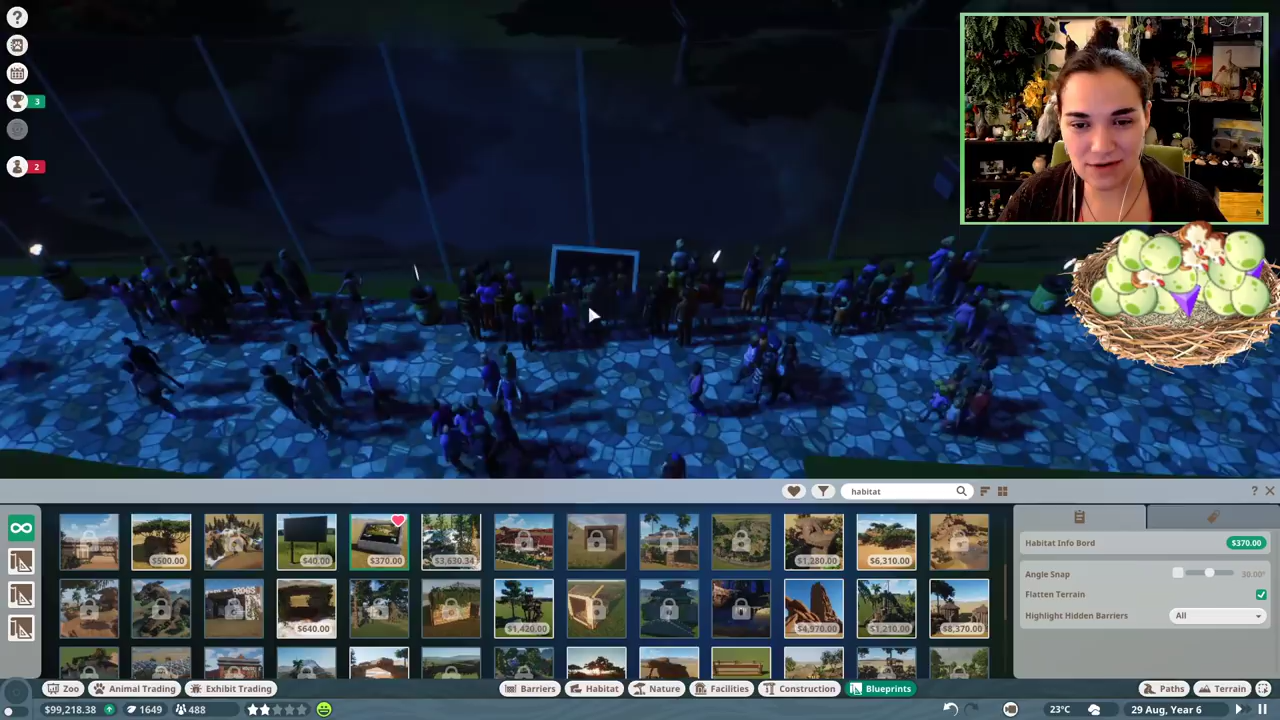 ?
3
2
habitat
?
$500.00
$40.00
$370.00
$3,630.34
$1,280.00
$6,310.00
$640.00
$1,420.00
$4,970.00
$1,210.00
$8,370.00
Habitat Info Bord
$370.00
Angle Snap
30.00°
Flatten Terrain
Highlight Hidden Barriers
All
Zoo
Animal Trading
Exhibit Trading
Barriers
Habitat
Nature
Facilities
Construction
Blueprints
Paths
Terrain
$99,218.38
1649
488
23°C
29 Aug, Year 6